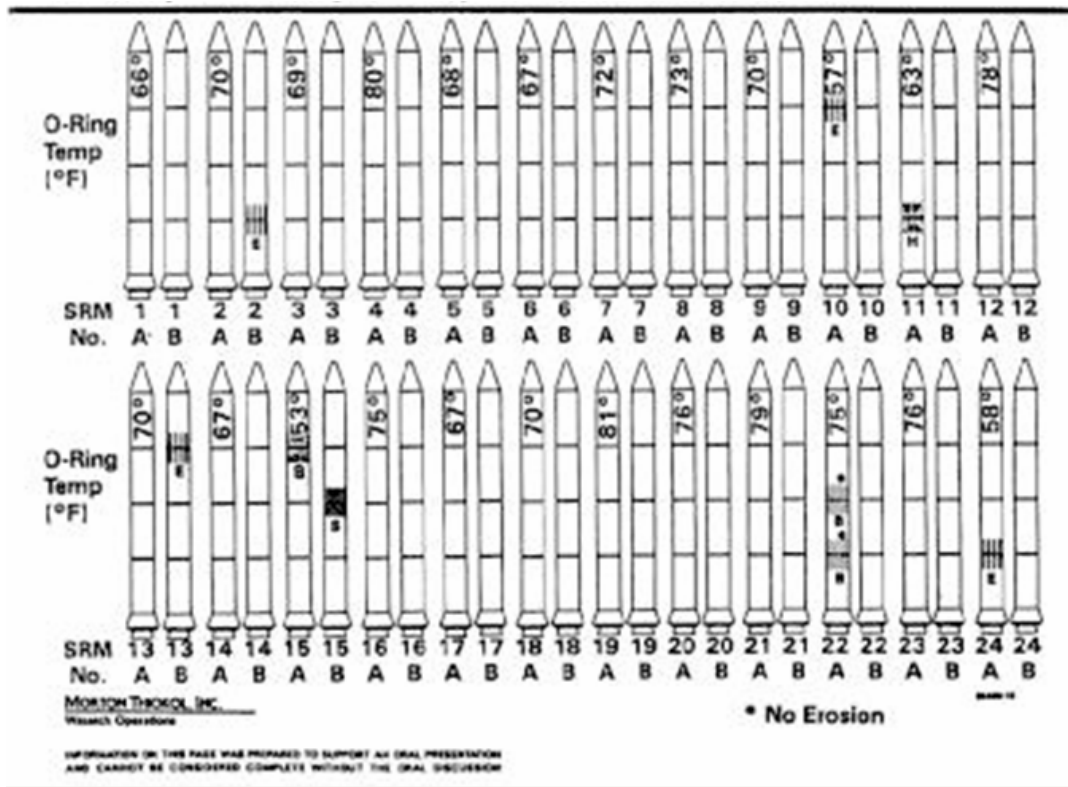 66° 70° 69° 80° 68° 67° 72° 73° 70° 57° 63° 78°
O-Ring
Temp
[°F]
E
H
SRM 1 1 2 2 3 3 4 4 5 5 6 6 7 7 8 8 9 9 10 10 11 11 12 12
No. A B A B A B A B A B A B A B A B A B A B A B A B
70° 67° 53° 75° 67° 70° 81° 76° 79° 75° 76° 58°
O-Ring
Temp
[°F]
E
B
S
B
B
E
SRM 13 13 14 14 15 15 16 16 17 17 18 18 19 19 20 20 21 21 22 22 23 23 24 24
No. A B A B A B A B A B A B A B A B A B A B A B A B
MORTON THIOKOL, INC.
Wasatch Operations
* No Erosion
INFORMATION ON THIS PAGE WAS PREPARED TO SUPPORT AN ORAL PRESENTATION
AND CANNOT BE CONSIDERED COMPLETE WITHOUT THE ORAL DISCUSSION